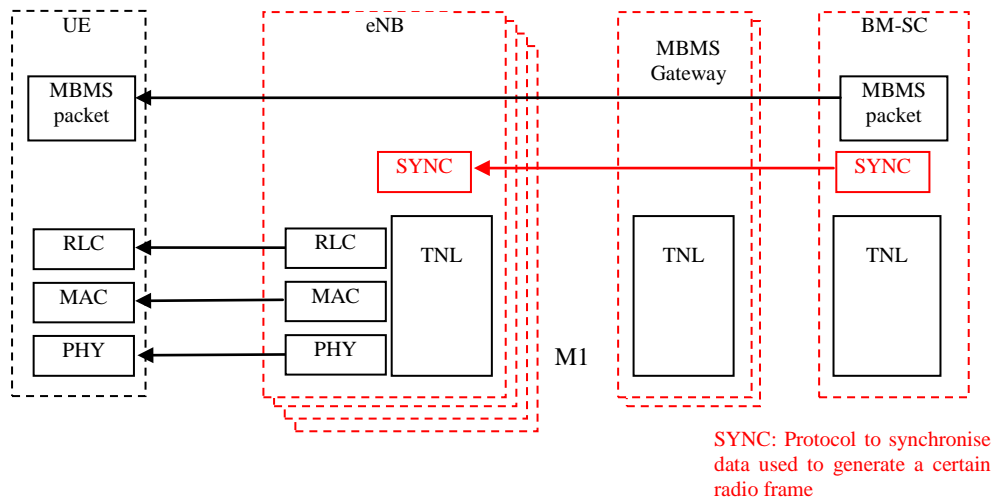 UE
eNB
MBMS
Gateway
BM-SC
MBMS
packet
MBMS
packet
SYNC
SYNC
RLC
RLC
TNL
TNL
TNL
MAC
MAC
PHY
PHY
M1
SYNC: Protocol to synchronise
data used to generate a certain
radio frame